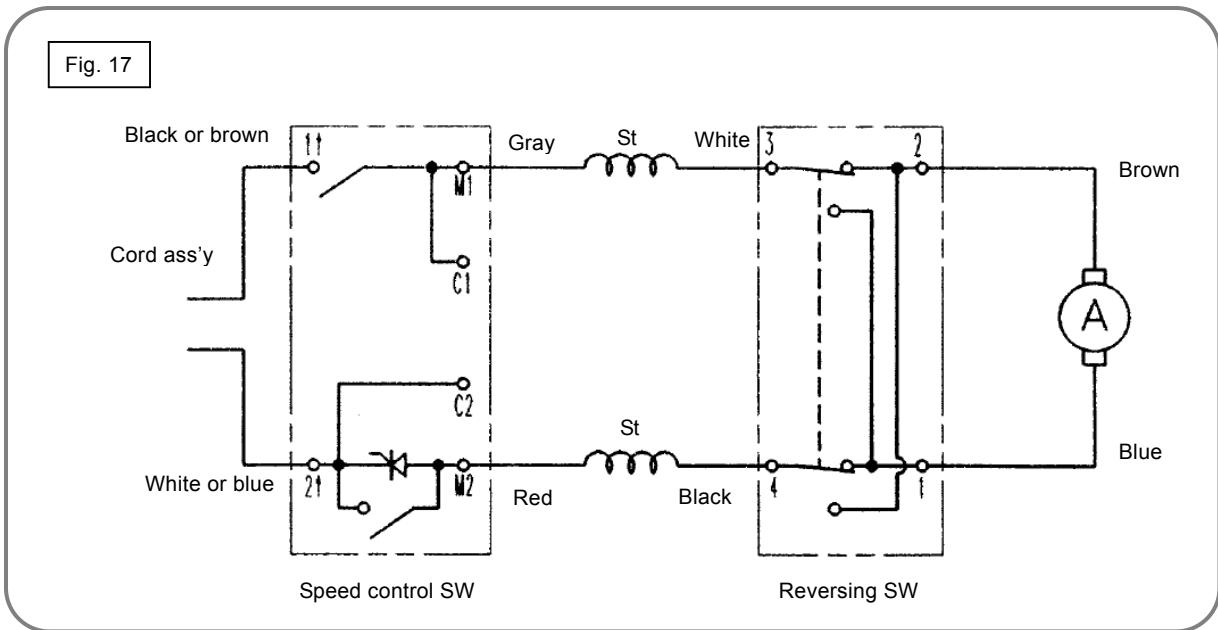 Fig. 17
Black or brown
1↑
Gray
St
White
3
2
Brown
M1
Cord ass'y
C1
A
C2
St
Blue
White or blue
2↑
M2
Red
Black
4
1
Speed control SW
Reversing SW